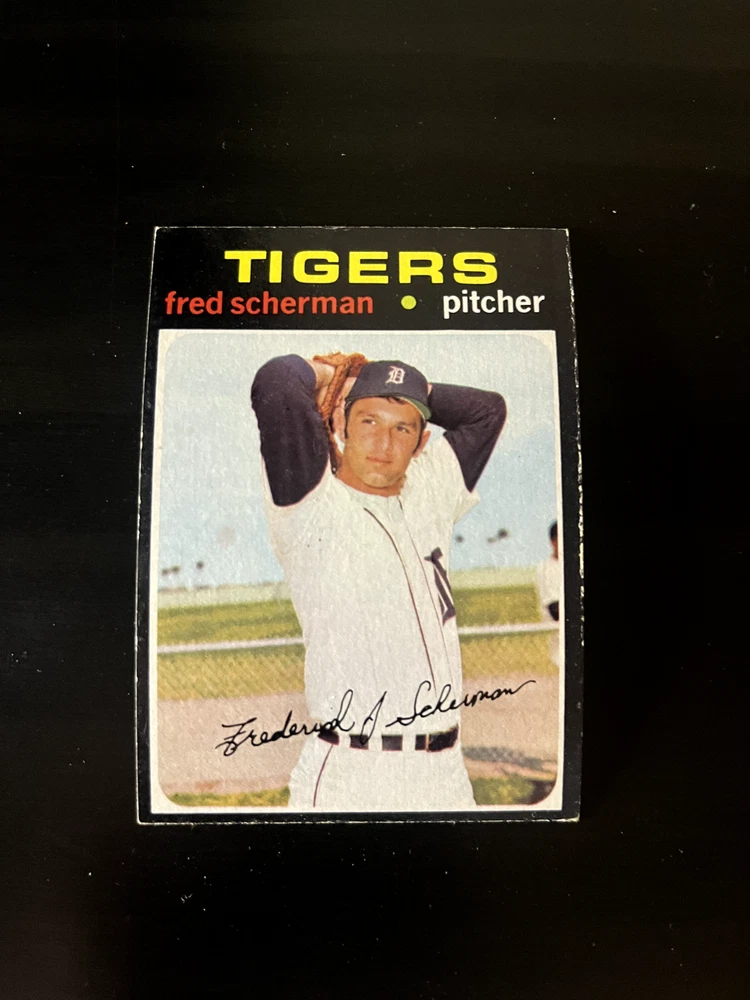 TIGERS
fred scherman • pitcher
D
Frederick J Scherman